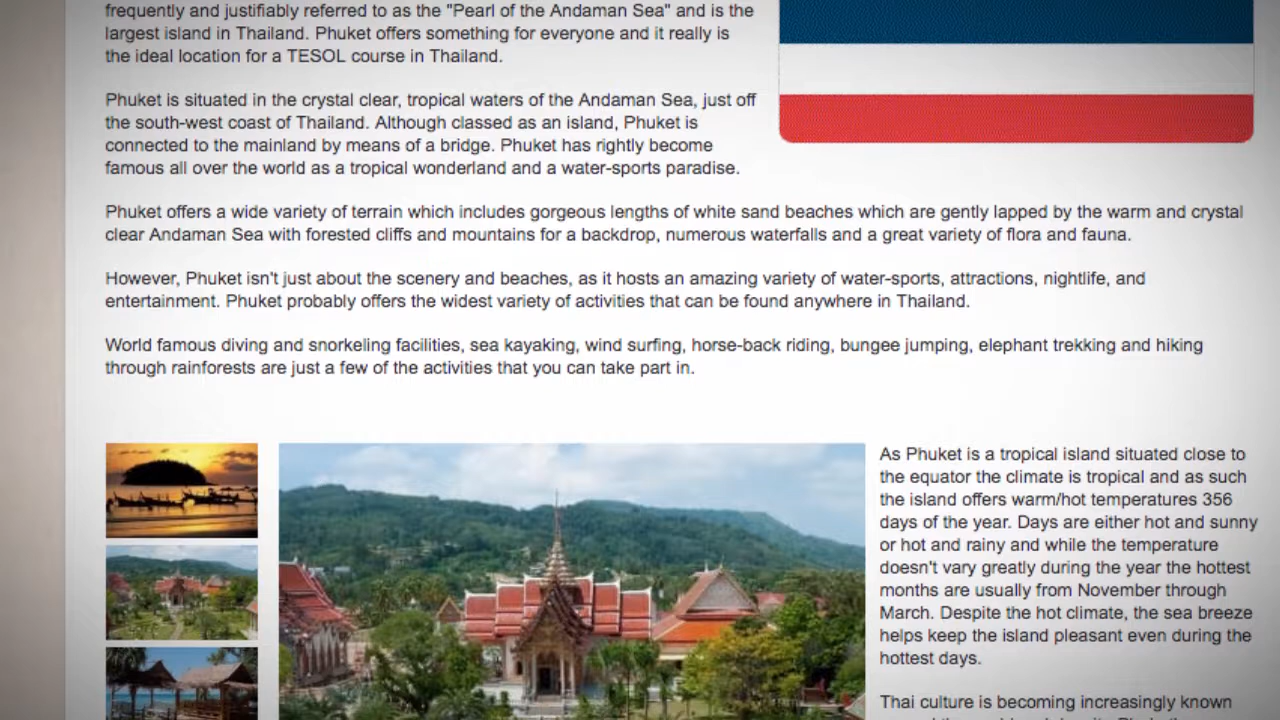 frequently and justifiably referred to as the "Pearl of the Andaman Sea" and is the
largest island in Thailand. Phuket offers something for everyone and it really is
the ideal location for a TESOL course in Thailand.
Phuket is situated in the crystal clear, tropical waters of the Andaman Sea, just off
the south-west coast of Thailand. Although classed as an island, Phuket is
connected to the mainland by means of a bridge. Phuket has rightly become
famous all over the world as a tropical wonderland and a water-sports paradise.
Phuket offers a wide variety of terrain which includes gorgeous lengths of white sand beaches which are gently lapped by the warm and crystal
clear Andaman Sea with forested cliffs and mountains for a backdrop, numerous waterfalls and a great variety of flora and fauna.
However, Phuket isn't just about the scenery and beaches, as it hosts an amazing variety of water-sports, attractions, nightlife, and
entertainment. Phuket probably offers the widest variety of activities that can be found anywhere in Thailand.
World famous diving and snorkeling facilities, sea kayaking, wind surfing, horse-back riding, bungee jumping, elephant trekking and hiking
through rainforests are just a few of the activities that you can take part in.
As Phuket is a tropical island situated close to
the equator the climate is tropical and as such
the island offers warm/hot temperatures 356
days of the year. Days are either hot and sunny
or hot and rainy and while the temperature
doesn't vary greatly during the year the hottest
months are usually from November through
March. Despite the hot climate, the sea breeze
helps keep the island pleasant even during the
hottest days.
Thai culture is becoming increasingly known